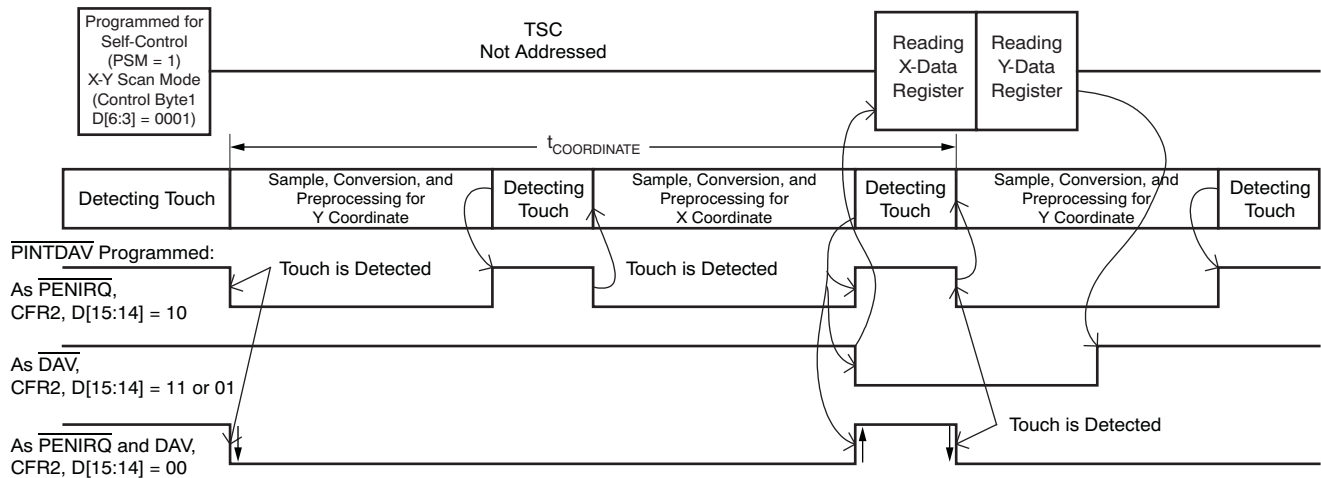 Programmed for
Self-Control
(PSM = 1)
X-Y Scan Mode
(Control Byte1
D[6:3] = 0001)
TSC
Not Addressed
Reading
X-Data
Register
Reading
Y-Data
Register
tCOORDINATE
Detecting Touch
Sample, Conversion, and
Preprocessing for
Y Coordinate
Detecting
Touch
Sample, Conversion, and
Preprocessing for
X Coordinate
Detecting
Touch
Sample, Conversion, and
Preprocessing for
Y Coordinate
Detecting
Touch
PINTDAV Programmed:
Touch is Detected
Touch is Detected
As PENIRQ,
CFR2, D[15:14] = 10
As DAV,
CFR2, D[15:14] = 11 or 01
Touch is Detected
As PENIRQ and DAV,
CFR2, D[15:14] = 00